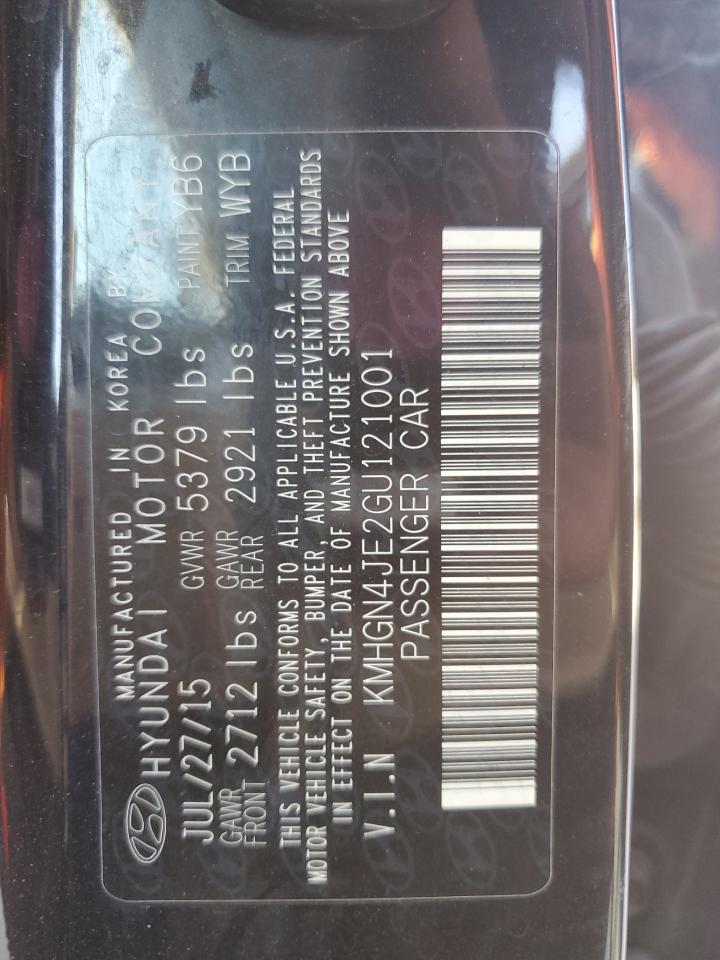 MANUFACTURED IN KOREA BY
HYUNDAI MOTOR COMPANY
JUL/27/15 GVWR 5379 lbs PAINT YB6
GAWR FRONT 2712 lbs GAWR REAR 2921 lbs TRIM WYB
THIS VEHICLE CONFORMS TO ALL APPLICABLE U.S.A. FEDERAL
MOTOR VEHICLE SAFETY, BUMPER, AND THEFT PREVENTION STANDARDS
IN EFFECT ON THE DATE OF MANUFACTURE SHOWN ABOVE
V.I.N KMHGN4JE2GU121001
PASSENGER CAR